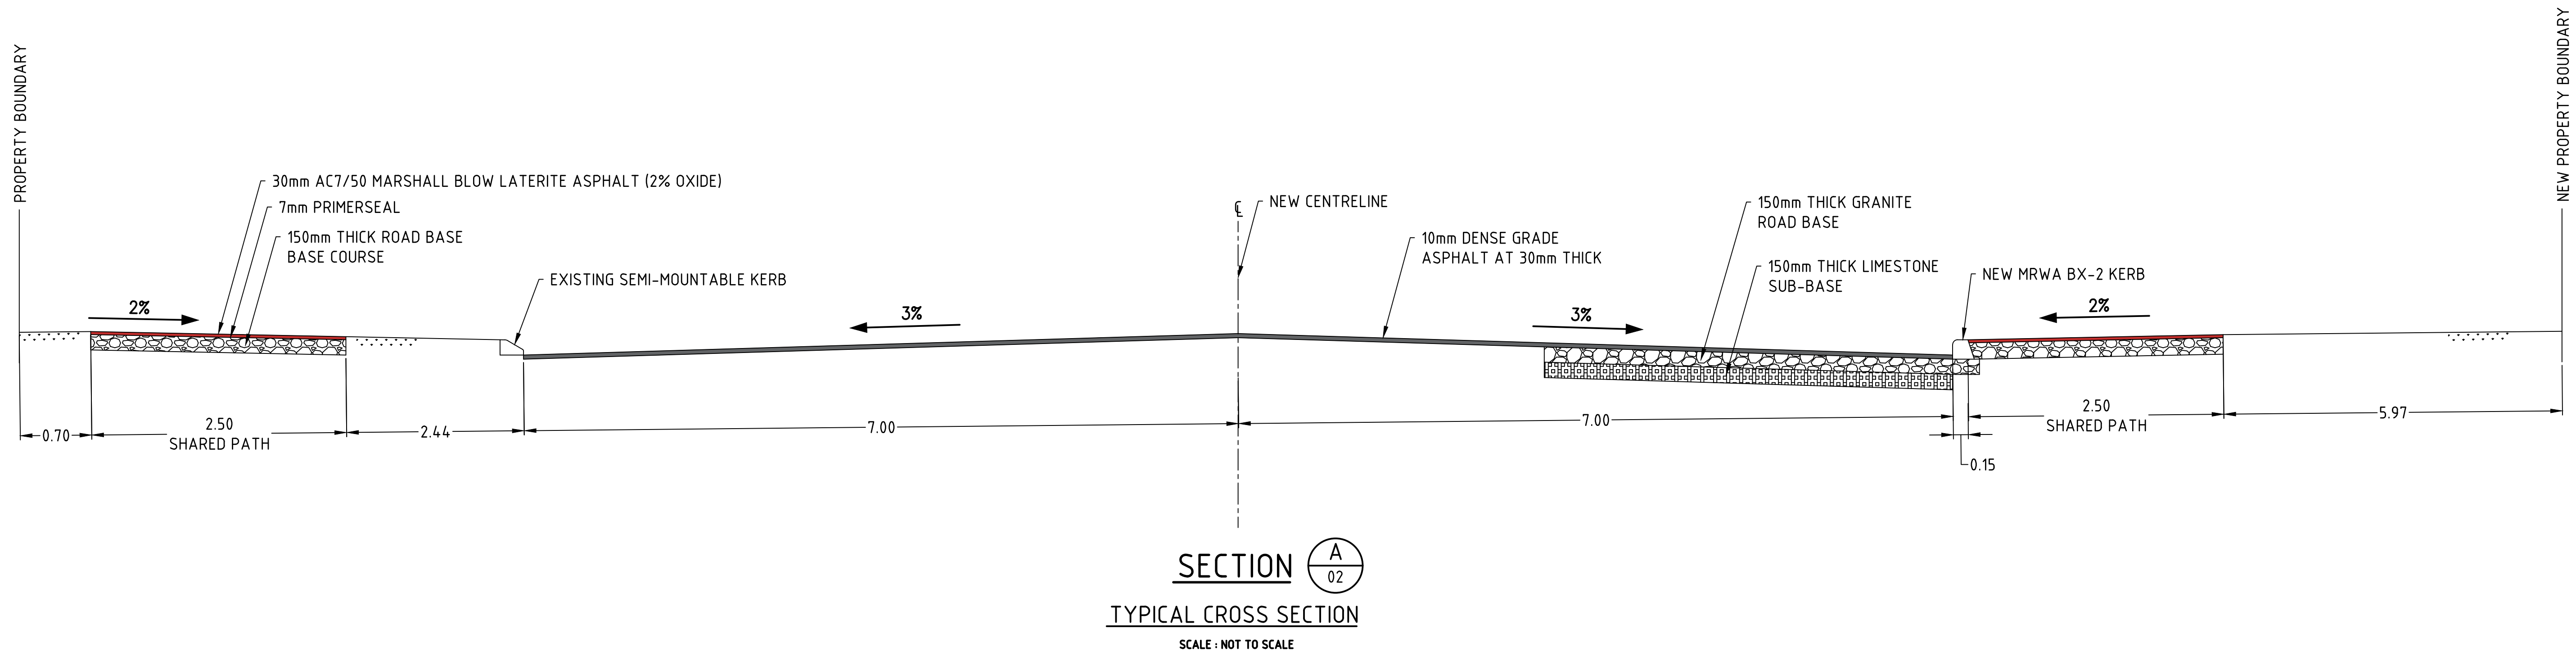 PROPERTY BOUNDARY
30mm AC7/50 MARSHALL BLOW LATERITE ASPHALT (2% OXIDE)
7mm PRIMERSEAL
150mm THICK ROAD BASE
BASE COURSE
EXISTING SEMI-MOUNTABLE KERB
2%
3%
℄
NEW CENTRELINE
10mm DENSE GRADE
ASPHALT AT 30mm THICK
3%
150mm THICK GRANITE
ROAD BASE
150mm THICK LIMESTONE
SUB-BASE
NEW MRWA BX-2 KERB
2%
NEW PROPERTY BOUNDARY
0.70
2.50
SHARED PATH
2.44
7.00
7.00
0.15
2.50
SHARED PATH
5.97
SECTION
A
02
TYPICAL CROSS SECTION
SCALE : NOT TO SCALE